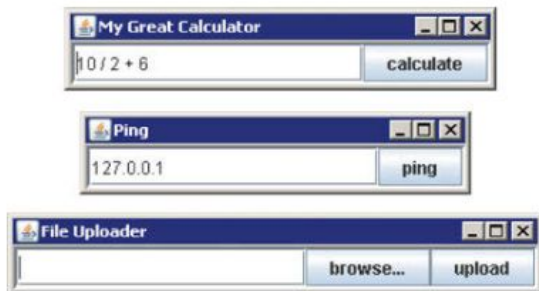 My Great Calculator
10 / 2 + 6 calculate
Ping
127.0.0.1 ping
File Uploader
browse... upload